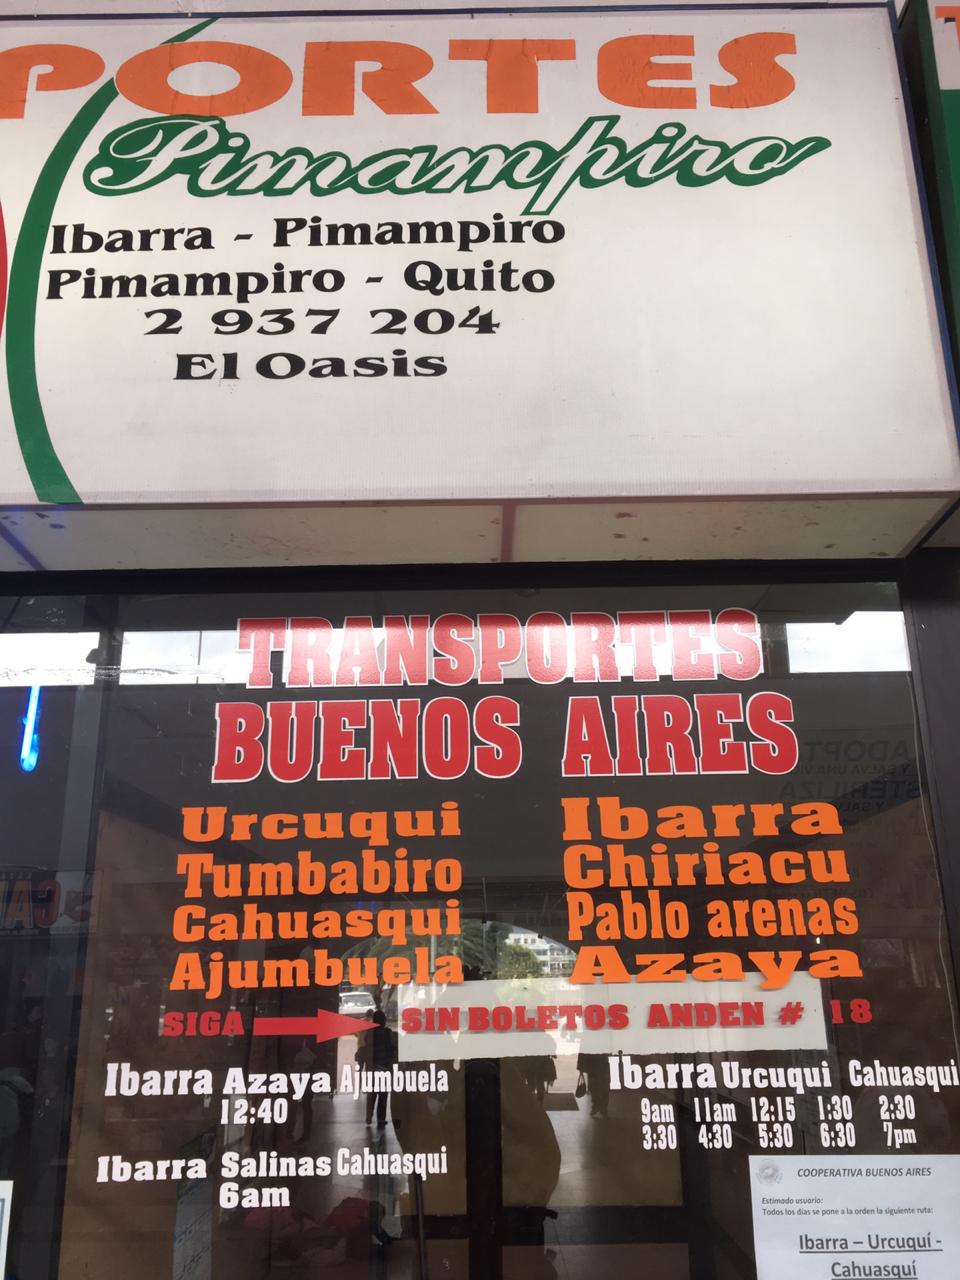 PORTES
Pimampiro
Ibarra - Pimampiro
Pimampiro - Quito
2 937 204
El Oasis
TRANSPORTES
BUENOS AIRES
Urcuqui Ibarra
Tumbabiro Chiriacu
Cahuasqui Pablo arenas
Ajumbuela Azaya
SIGA SIN BOLETOS ANDEN # 18
Ibarra Azaya Ajumbuela
12:40
Ibarra Salinas Cahuasqui
6am
Ibarra Urcuqui Cahuasqui
9am 11am 12:15 1:30 2:30
3:30 4:30 5:30 6:30 7pm
COOPERATIVA BUENOS AIRES
Estimado usuario:
Todos los días se pone a la orden la siguiente ruta:
Ibarra – Urcuquí -
Cahuasquí